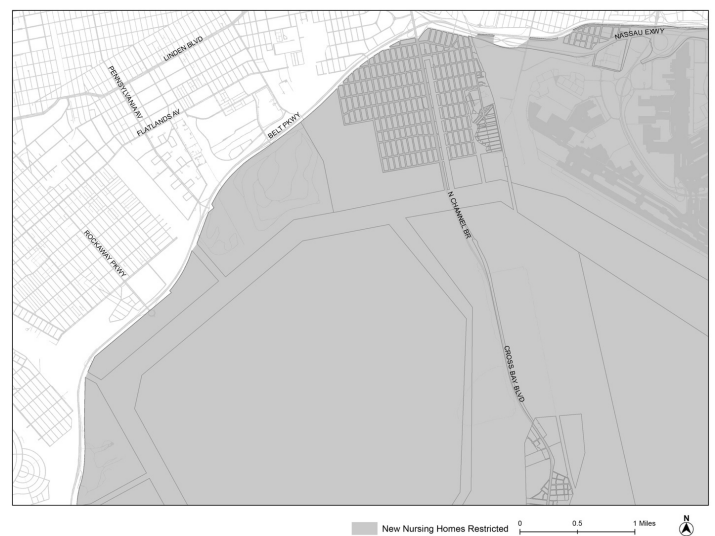 NASSAU EXWY
LINDEN BLVD
PENNSYLVANIA AV
FLATLANDS AV
BELT PKWY
N CHANNEL BR
ROCKAWAY PKWY
CROSS BAY BLVD
New Nursing Homes Restricted
0 0.5 1 Miles
N